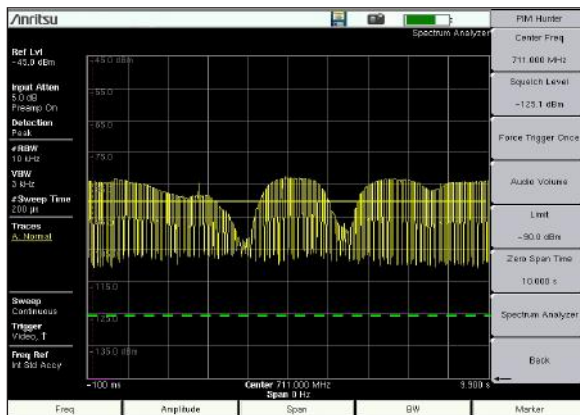 Anritsu
Spectrum Analyzer
PIM Hunter
Ref Lvl
-45.0 dBm
Input Atten
5.0 dB
Preamp On
Detection
Peak
#RBW
10 kHz
VBW
3 kHz
#Sweep Time
200 µs
Traces
A: Normal
Sweep
Continuous
Trigger
Video, ↑
Freq Ref
Int Std Accy
-45.0 dBm
-55.0
-65.0
-75.0
-115.0
-125.0
-135.0 dBm
-100 ms
Center 711.000 MHz
Span 0 Hz
9.900 s
Center Freq
711.000 MHz
Squelch Level
-125.1 dBm
Force Trigger Once
Audio Volume
Limit
-90.0 dBm
Zero Span Time
10.000 s
Spectrum Analyzer
Back
Freq
Amplitude
Span
BW
Marker